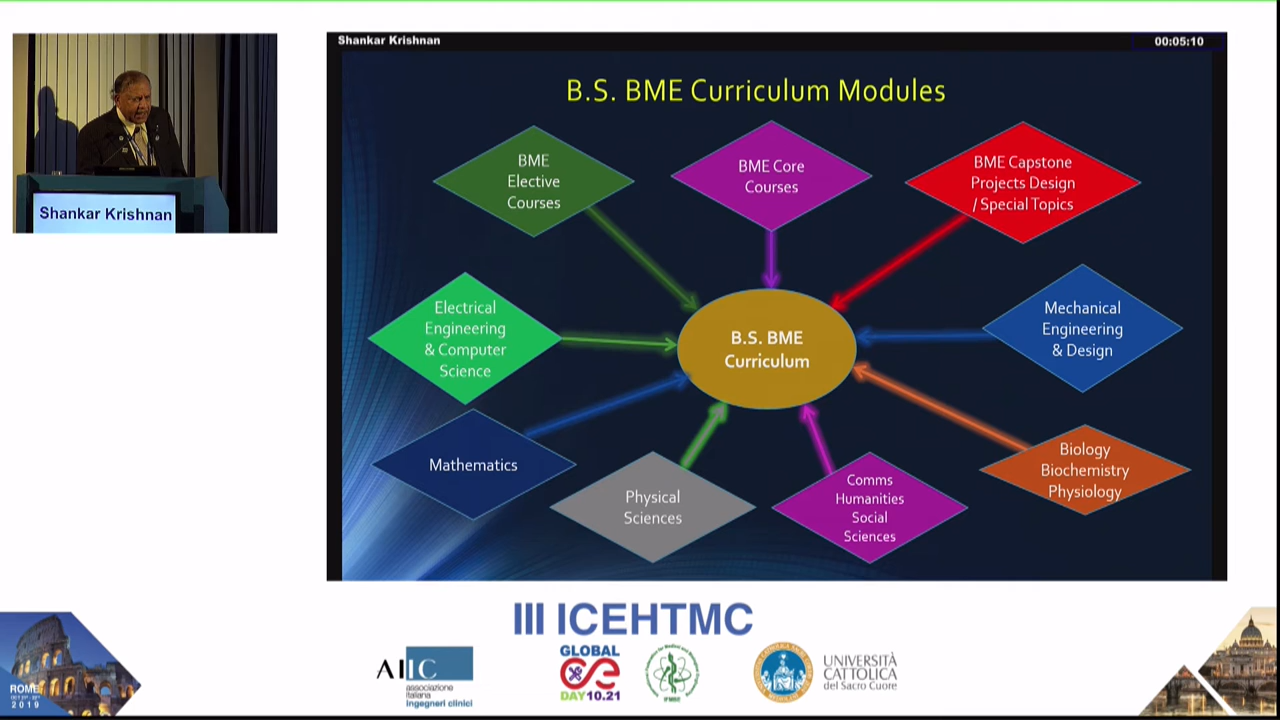 Shankar Krishnan
00:05:10
B.S. BME Curriculum Modules
BME
Elective
Courses
BME Core
Courses
BME Capstone
Projects Design
/ Special Topics
Electrical
Engineering
& Computer
Science
B.S. BME
Curriculum
Mechanical
Engineering
& Design
Mathematics
Physical
Sciences
Comms
Humanities
Social
Sciences
Biology
Biochemistry
Physiology
Shankar Krishnan
III ICEHTMC
ROME
2019
AIIC
associazione
italiana
ingegneri clinici
GLOBAL
CE
DAY 10.21
UNIVERSITÀ
CATTOLICA
del Sacro Cuore